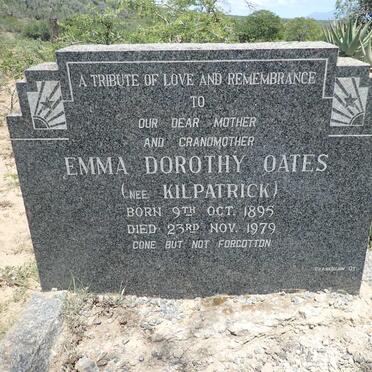 A TRIBUTE OF LOVE AND REMEMBRANCE
TO
OUR DEAR MOTHER
AND GRANDMOTHER
EMMA DOROTHY OATES
(NEE KILPATRICK)
BORN 9TH OCT. 1895
DIED 23RD NOV. 1979
GONE BUT NOT FORGOTTEN